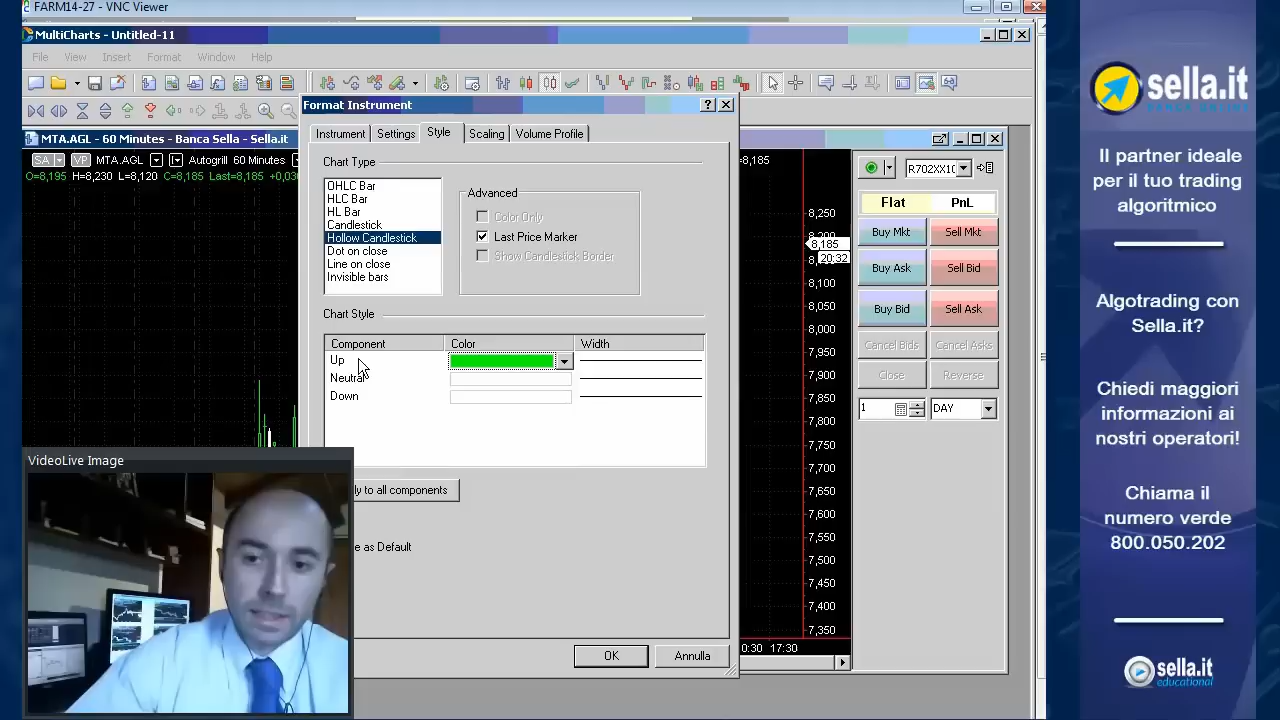 FARM14-27 - VNC Viewer
MultiCharts - Untitled-11
File View Insert Format Window Help
MTA.AGL - 60 Minutes - Banca Sella - Sella.it
SA VP MTA.AGL Autogrill 60 Minutes
O=8,195 H=8,230 L=8,120 C=8,185 Last=8,185 +0,03
Format Instrument
Instrument Settings Style Scaling Volume Profile
Chart Type
OHLC Bar
HLC Bar
HL Bar
Candlestick
Hollow Candlestick
Dot on close
Line on close
Invisible bars
Advanced
Color Only
Last Price Marker
Show Candlestick Border
Chart Style
Component Color Width
Up
Neutral
Down
ly to all components
e as Default
OK Annulla
=8,185
8,250
8,185
20:32
8,100
8,050
8,000
7,950
7,900
7,850
7,800
7,750
7,700
7,650
7,600
7,550
7,500
7,450
7,400
7,350
0:30 17:30
R702XX10
Flat PnL
Buy Mkt Sell Mkt
Buy Ask Sell Bid
Buy Bid Sell Ask
Cancel Bids Cancel Asks
Close Reverse
1 DAY
VideoLive Image
sella.it
BANCA ONLINE
Il partner ideale
per il tuo trading
algoritmico
Algotrading con
Sella.it?
Chiedi maggiori
informazioni ai
nostri operatori!
Chiama il
numero verde
800.050.202
sella.it
educational